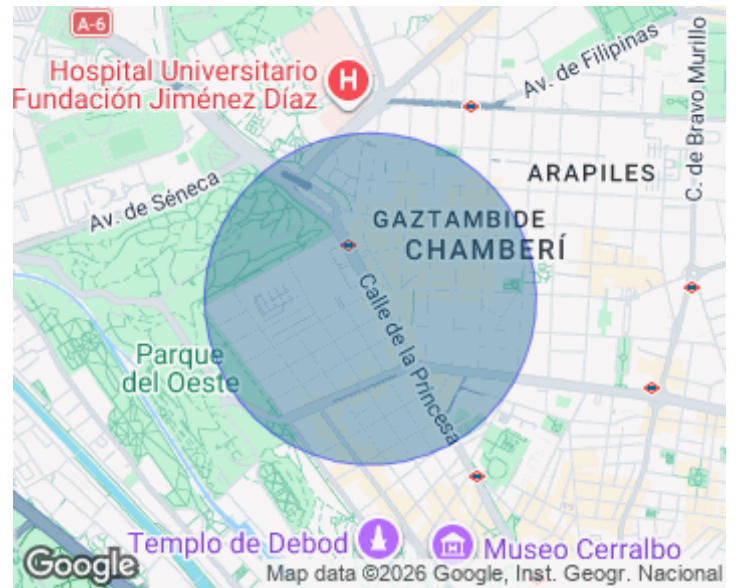 A-6
Hospital Universitario
Fundación Jiménez Díaz
H
Av. de Filipinas
C. de Bravo Murillo
ARAPILES
Av. de Séneca
GAZTAMBIDE
CHAMBERÍ
Calle de la Princesa
Parque
del Oeste
Templo de Debod
Museo Cerralbo
Google
Map data ©2026 Google, Inst. Geogr. Nacional